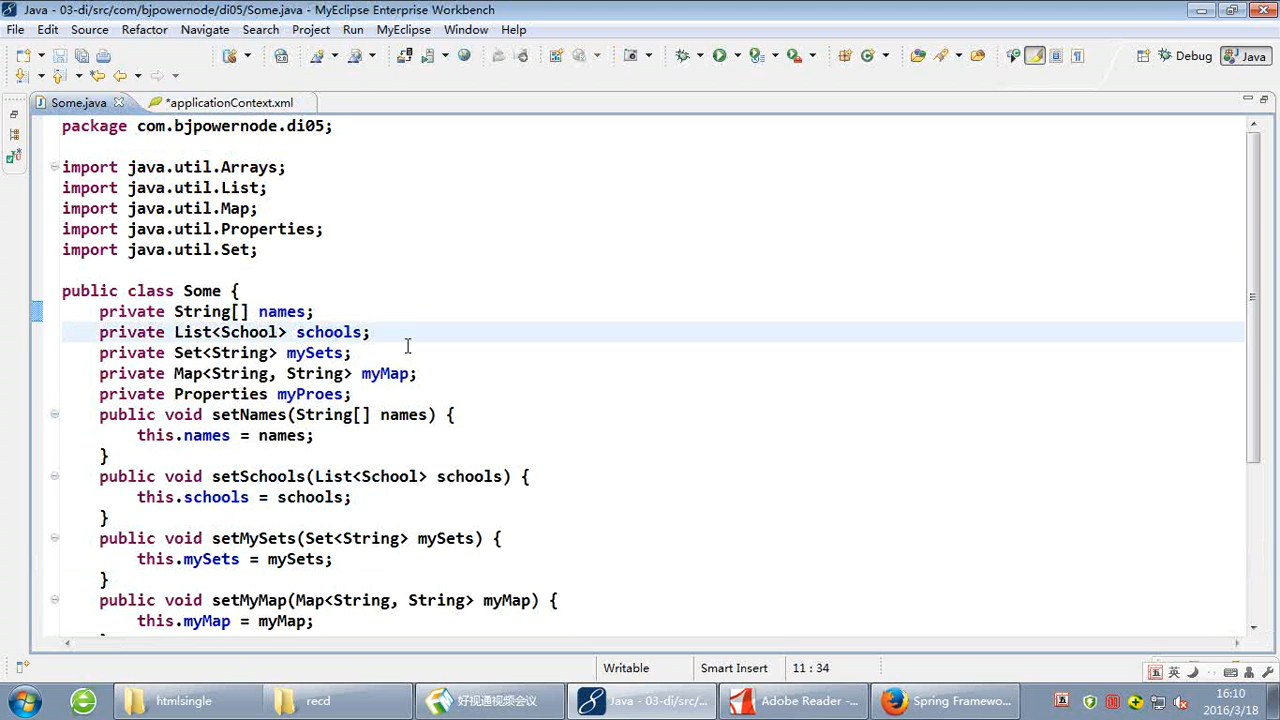 Java - 03-di/src/com/bjpowernode/di05/Some.java - MyEclipse Enterprise Workbench
File Edit Source Refactor Navigate Search Project Run MyEclipse Window Help
Debug Java
Some.java *applicationContext.xml
package com.bjpowernode.di05;
import java.util.Arrays;
import java.util.List;
import java.util.Map;
import java.util.Properties;
import java.util.Set;
public class Some {
private String[] names;
private List<School> schools;
private Set<String> mySets;
private Map<String, String> myMap;
private Properties myProes;
public void setNames(String[] names) {
this.names = names;
}
public void setSchools(List<School> schools) {
this.schools = schools;
}
public void setMySets(Set<String> mySets) {
this.mySets = mySets;
}
public void setMyMap(Map<String, String> myMap) {
this.myMap = myMap;
Writable Smart Insert 11 : 34
五 英
htmlsingle recd 好视通视频会议 Java - 03-di/src/... Adobe Reader -... Spring Framewo... 五 16:10
2016/3/18